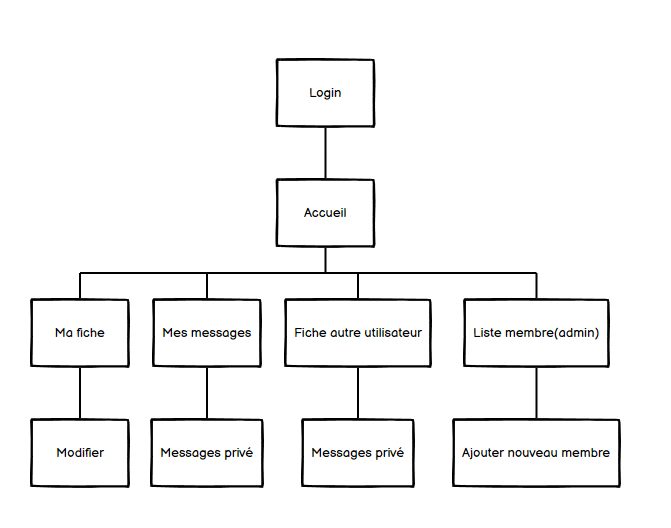 Login
Accueil
Ma fiche
Mes messages
Fiche autre utilisateur
Liste membre(admin)
Modifier
Messages privé
Messages privé
Ajouter nouveau membre